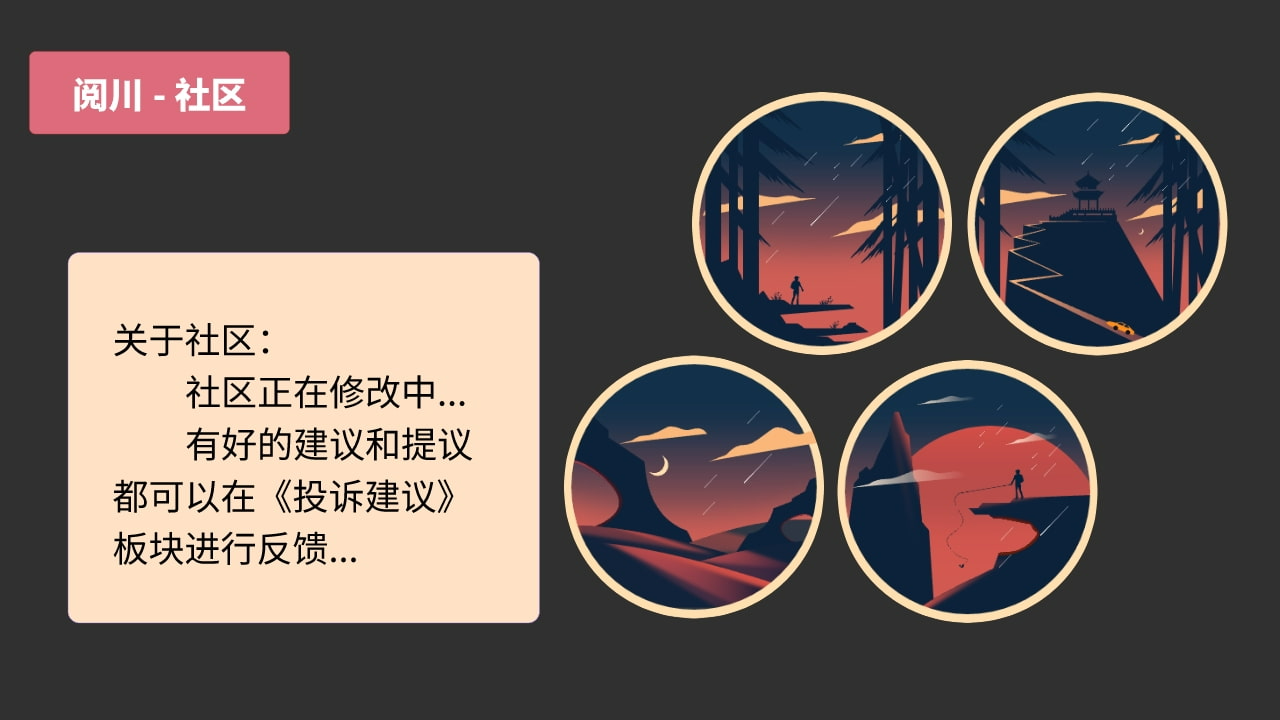 阅川 - 社区
关于社区：
社区正在修改中...
有好的建议和提议
都可以在《投诉建议》
板块进行反馈...